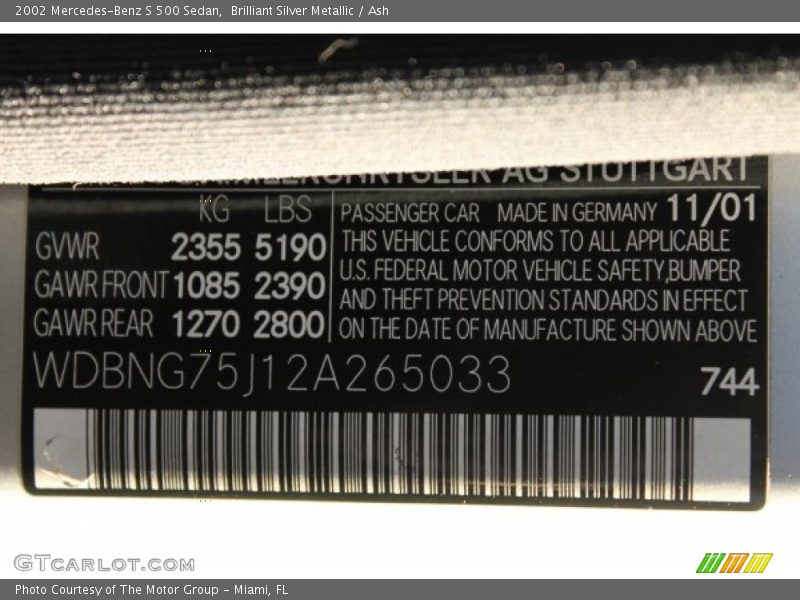 2002 Mercedes-Benz S 500 Sedan,  Brilliant Silver Metallic / Ash
AG STUTTGART
KG LBS
PASSENGER CAR MADE IN GERMANY 11/01
GVWR 2355 5190
THIS VEHICLE CONFORMS TO ALL APPLICABLE
U.S. FEDERAL MOTOR VEHICLE SAFETY,BUMPER
GAWR FRONT 1085 2390
AND THEFT PREVENTION STANDARDS IN EFFECT
GAWR REAR 1270 2800
ON THE DATE OF MANUFACTURE SHOWN ABOVE
WDBNG75J12A265033
744
GTCARLOT.COM
Photo Courtesy of The Motor Group - Miami, FL